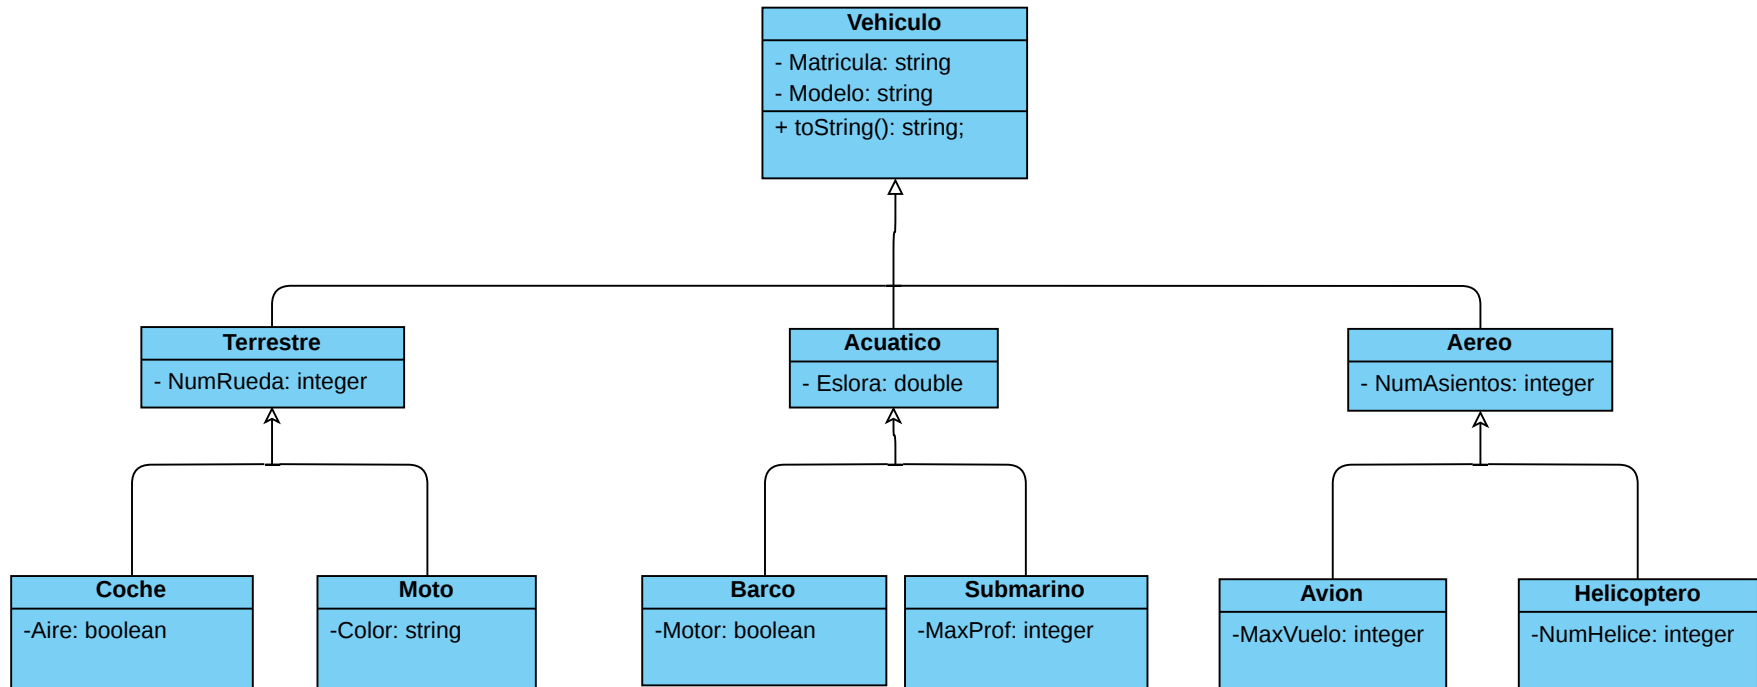 Vehiculo
- Matricula: string
- Modelo: string
+ toString(): string;
Terrestre
- NumRueda: integer
Acuatico
- Eslora: double
Aereo
- NumAsientos: integer
Coche
-Aire: boolean
Moto
-Color: string
Barco
-Motor: boolean
Submarino
-MaxProf: integer
Avion
-MaxVuelo: integer
Helicoptero
-NumHelice: integer